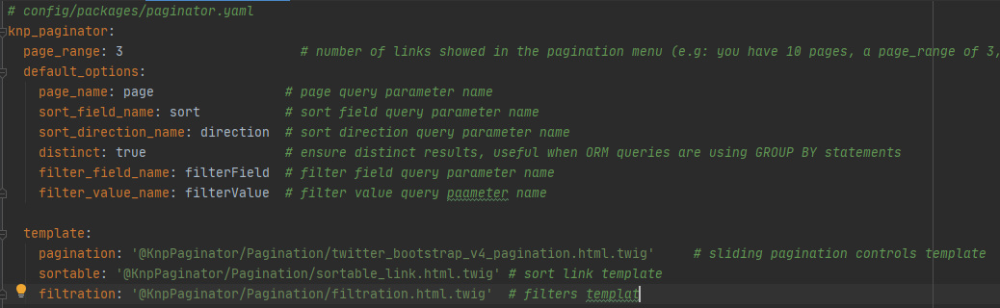 # config/packages/paginator.yaml
knp_paginator:
  page_range: 3                       # number of links showed in the pagination menu (e.g: you have 10 pages, a page_range of 3,
  default_options:
    page_name: page                 # page query parameter name
    sort_field_name: sort           # sort field query parameter name
    sort_direction_name: direction  # sort direction query parameter name
    distinct: true                  # ensure distinct results, useful when ORM queries are using GROUP BY statements
    filter_field_name: filterField  # filter field query parameter name
    filter_value_name: filterValue  # filter value query paameter name

  template:
    pagination: '@KnpPaginator/Pagination/twitter_bootstrap_v4_pagination.html.twig'     # sliding pagination controls template
    sortable: '@KnpPaginator/Pagination/sortable_link.html.twig' # sort link template
    filtration: '@KnpPaginator/Pagination/filtration.html.twig'  # filters templat